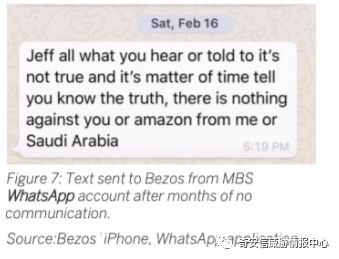 Sat, Feb 16
Jeff all what you hear or told to it's
not true and it's matter of time tell
you know the truth, there is nothing
against you or amazon from me or
Saudi Arabia
5:19 PM
Figure 7: Text sent to Bezos from MBS
WhatsApp account after months of no
communication.
Source:Bezos' iPhone, WhatsApp application
奇安信威胁情报中心